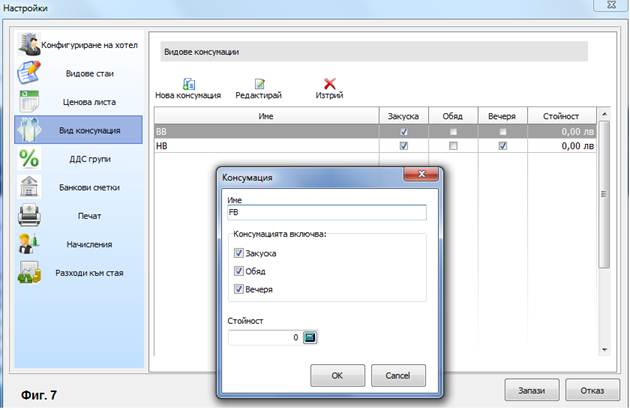 Настройки
Конфигуриране на хотел
Видове стаи
Ценова листа
Вид консумация
ДДС групи
Банкови сметки
Печат
Начисления
Разходи към стая
Видове консумации
Нова консумация Редактирай Изтрий
Име Закуска Обяд Вечеря Стойност
BB 0,00 лв
HB 0,00 лв
Консумация
Име
FB
Консумацията включва:
Закуска
Обяд
Вечеря
Стойност
0
OK Cancel
Запази Отказ
Фиг. 7